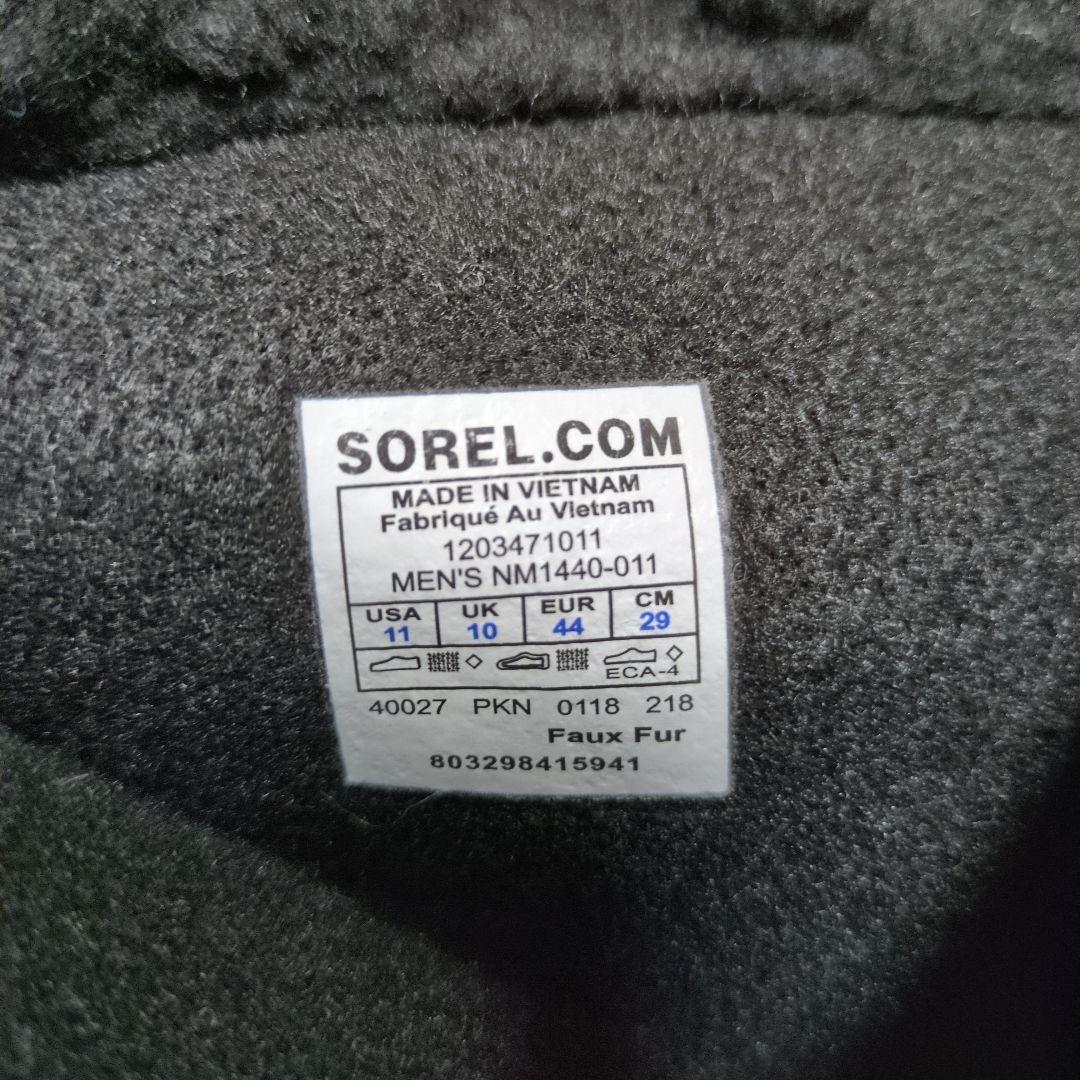 SOREL.COM
MADE IN VIETNAM
Fabriqué Au Vietnam
1203471011
MEN'S NM1440-011
USA UK EUR CM
11 10 44 29
ECA-4
40027 PKN 0118 218
Faux Fur
803298415941